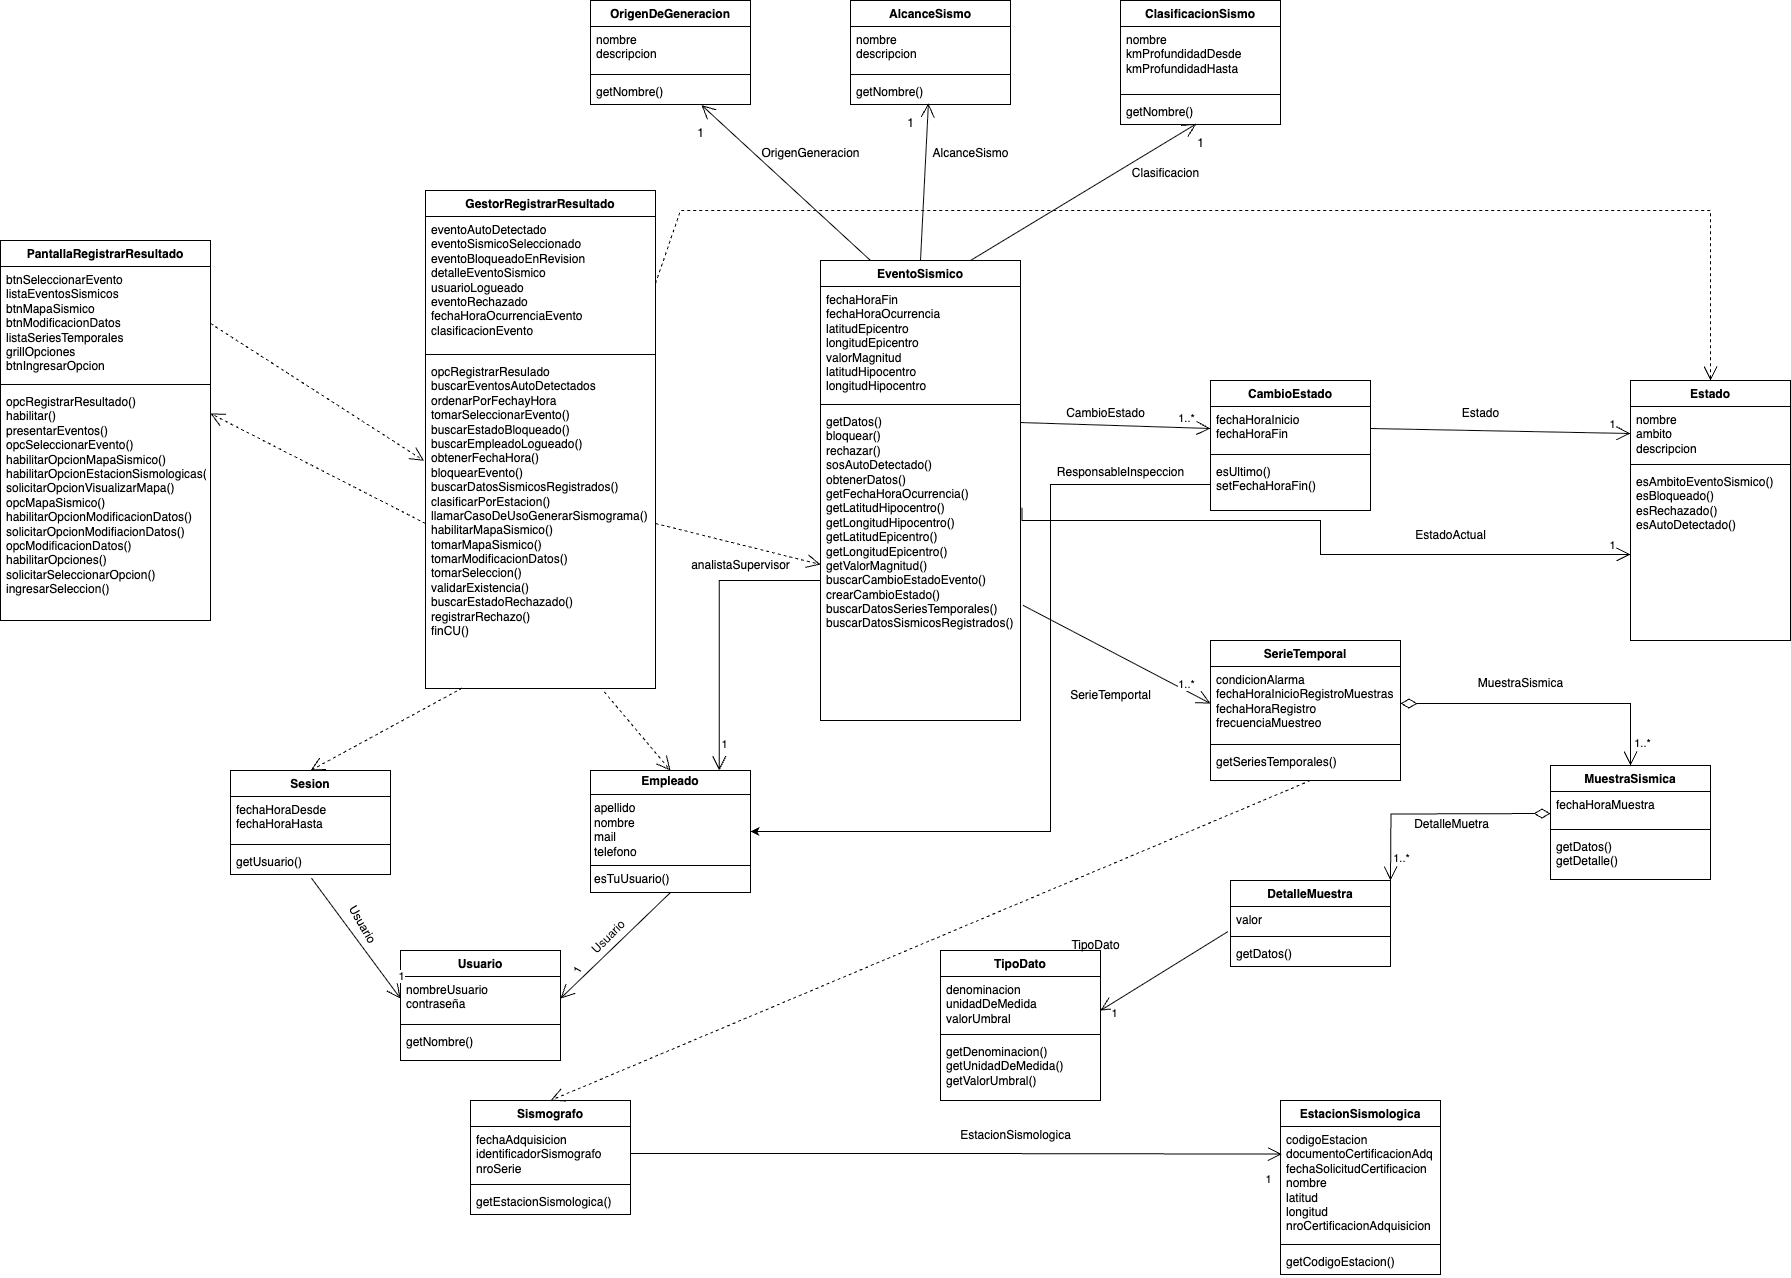 OrigenDeGeneracion
nombre
descripcion
getNombre()
AlcanceSismo
nombre
descripcion
getNombre()
ClasificacionSismo
nombre
kmProfundidadDesde
kmProfundidadHasta
getNombre()
1
1
1
OrigenGeneracion
AlcanceSismo
Clasificacion
PantallaRegistrarResultado
btnSeleccionarEvento
listaEventosSismicos
btnMapaSismico
btnModificacionDatos
listaSeriesTemporales
grillOpciones
btnIngresarOpcion
opcRegistrarResultado()
habilitar()
presentarEventos()
opcSeleccionarEvento()
habilitarOpcionMapaSismico()
habilitarOpcionEstacionSismologicas(
solicitarOpcionVisualizarMapa()
opcMapaSismico()
habilitarOpcionModificacionDatos()
solicitarOpcionModifiacionDatos()
opcModificacionDatos()
habilitarOpciones()
solicitarSeleccionarOpcion()
ingresarSeleccion()
GestorRegistrarResultado
eventoAutoDetectado
eventoSismicoSeleccionado
eventoBloqueadoEnRevision
detalleEventoSismico
usuarioLogueado
eventoRechazado
fechaHoraOcurrenciaEvento
clasificacionEvento
opcRegistrarResulado
buscarEventosAutoDetectados
ordenarPorFechayHora
tomarSeleccionarEvento()
buscarEstadoBloqueado()
buscarEmpleadoLogueado()
obtenerFechaHora()
bloquearEvento()
buscarDatosSismicosRegistrados()
clasificarPorEstacion()
llamarCasoDeUsoGenerarSismograma()
habilitarMapaSismico()
tomarMapaSismico()
tomarModificacionDatos()
tomarSeleccion()
validarExistencia()
buscarEstadoRechazado()
registrarRechazo()
finCU()
EventoSismico
fechaHoraFin
fechaHoraOcurrencia
latitudEpicentro
longitudEpicentro
valorMagnitud
latitudHipocentro
longitudHipocentro
getDatos()
bloquear()
rechazar()
sosAutoDetectado()
obtenerDatos()
getFechaHoraOcurrencia()
getLatitudHipocentro()
getLongitudHipocentro()
getLatitudEpicentro()
getLongitudEpicentro()
getValorMagnitud()
buscarCambioEstadoEvento()
crearCambioEstado()
buscarDatosSeriesTemporales()
buscarDatosSismicosRegistrados()
CambioEstado
1..*
CambioEstado
fechaHoraInicio
fechaHoraFin
esUltimo()
setFechaHoraFin()
Estado
1
Estado
nombre
ambito
descripcion
esAmbitoEventoSismico()
esBloqueado()
esRechazado()
esAutoDetectado()
ResponsableInspeccion
EstadoActual
1
analistaSupervisor
1
SerieTemportal
1..*
SerieTemporal
condicionAlarma
fechaHoraInicioRegistroMuestras
fechaHoraRegistro
frecuenciaMuestreo
getSeriesTemporales()
MuestraSismica
1..*
MuestraSismica
fechaHoraMuestra
getDatos()
getDetalle()
DetalleMuetra
1..*
DetalleMuestra
valor
getDatos()
Sesion
fechaHoraDesde
fechaHoraHasta
getUsuario()
Empleado
apellido
nombre
mail
telefono
esTuUsuario()
Usuario
1
Usuario
1
Usuario
nombreUsuario
contraseña
getNombre()
TipoDato
1
TipoDato
denominacion
unidadDeMedida
valorUmbral
getDenominacion()
getUnidadDeMedida()
getValorUmbral()
Sismografo
fechaAdquisicion
identificadorSismografo
nroSerie
getEstacionSismologica()
EstacionSismologica
1
EstacionSismologica
codigoEstacion
documentoCertificacionAdq
fechaSolicitudCertificacion
nombre
latitud
longitud
nroCertificacionAdquisicion
getCodigoEstacion()